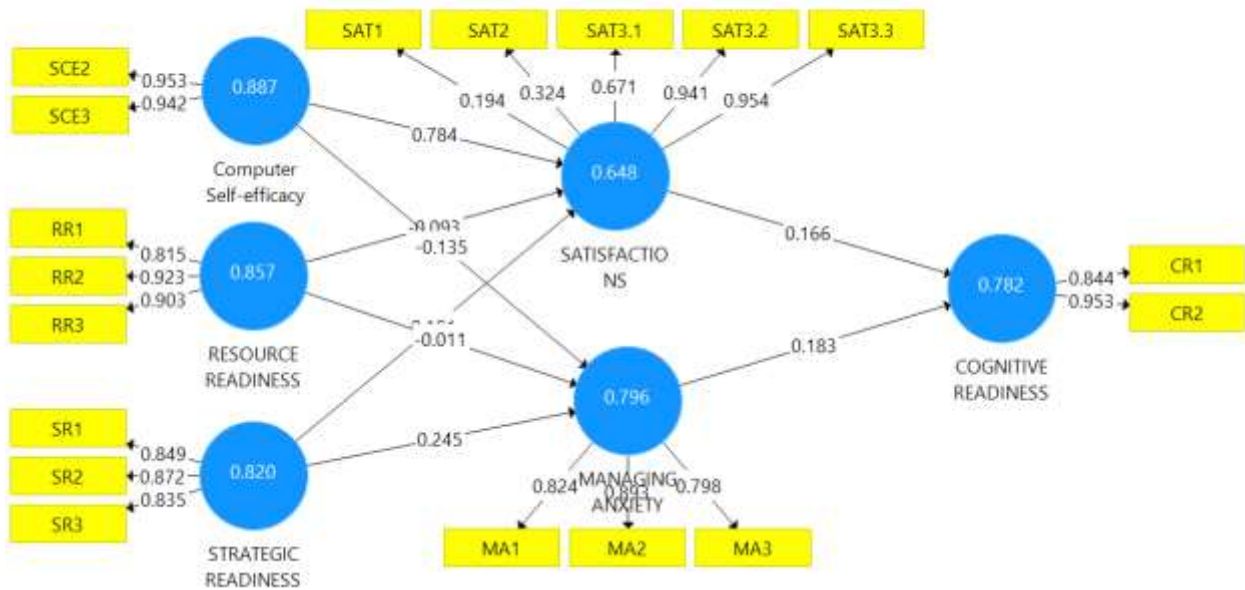 SAT1 SAT2 SAT3.1 SAT3.2 SAT3.3
SCE2
SCE3
0.953
0.942
0.887
Computer
Self-efficacy
0.194 0.324 0.671 0.941 0.954
0.784
0.648
SATISFACTIO
NS
RR1
RR2
RR3
0.815
0.923
0.903
0.857
RESOURCE
READINESS
-0.093
-0.135
-0.011
0.166
0.183
0.782
COGNITIVE
READINESS
0.844
0.953
CR1
CR2
SR1
SR2
SR3
0.849
0.872
0.835
0.820
STRATEGIC
READINESS
0.245
0.796
MANAGING
ANXIETY
0.824 0.893 0.798
MA1 MA2 MA3